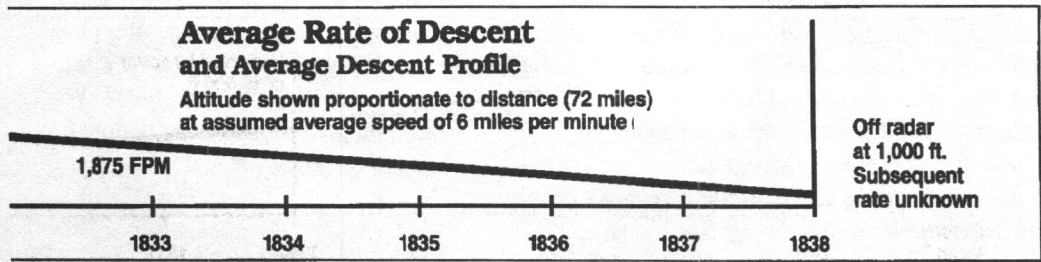 Average Rate of Descent
and Average Descent Profile
Altitude shown proportionate to distance (72 miles)
at assumed average speed of 6 miles per minute
1,875 FPM
Off radar
at 1,000 ft.
Subsequent
rate unknown
1833 1834 1835 1836 1837 1838